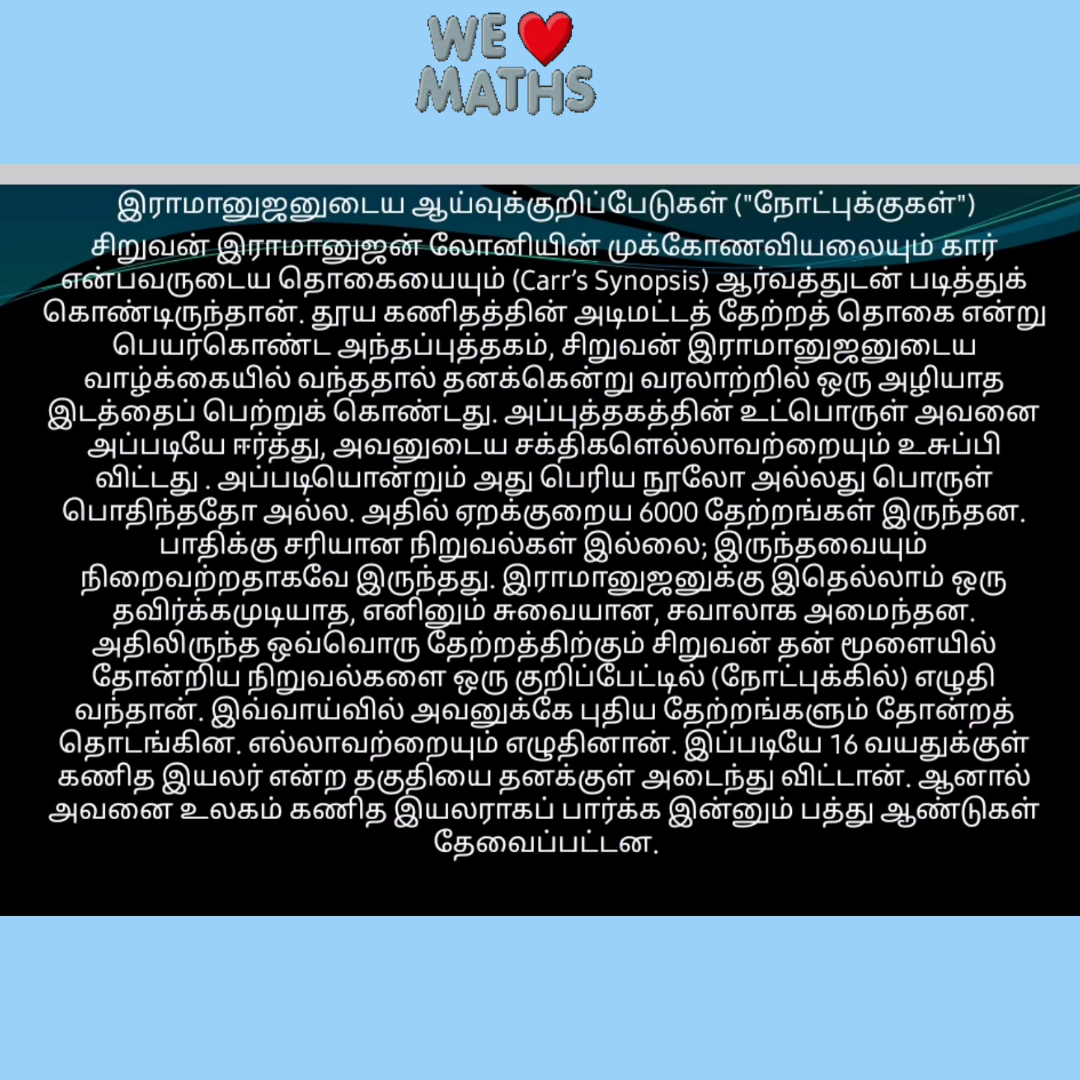 WE
MATHS
இராமானுஜனுடைய ஆய்வுக்குறிப்பேடுகள் ("நோட்புக்குகள்")
சிறுவன் இராமானுஜன் லோனியின் முக்கோணவியலையும் கார்
என்பவருடைய தொகையையும் (Carr’s Synopsis) ஆர்வத்துடன் படித்துக்
கொண்டிருந்தான். தூய கணிதத்தின் அடிமட்டத் தேற்றத் தொகை என்று
பெயர்கொண்ட அந்தப்புத்தகம், சிறுவன் இராமானுஜனுடைய
வாழ்க்கையில் வந்ததால் தனக்கென்று வரலாற்றில் ஒரு அழியாத
இடத்தைப் பெற்றுக் கொண்டது. அப்புத்தகத்தின் உட்பொருள் அவனை
அப்படியே ஈர்த்து, அவனுடைய சக்திகளெல்லாவற்றையும் உசுப்பி
விட்டது . அப்படியொன்றும் அது பெரிய நூலோ அல்லது பொருள்
பொதிந்ததோ அல்ல. அதில் ஏறக்குறைய 6000 தேற்றங்கள் இருந்தன.
பாதிக்கு சரியான நிறுவல்கள் இல்லை; இருந்தவையும்
நிறைவற்றதாகவே இருந்தது. இராமானுஜனுக்கு இதெல்லாம் ஒரு
தவிர்க்கமுடியாத, எனினும் சுவையான, சவாலாக அமைந்தன.
அதிலிருந்த ஒவ்வொரு தேற்றத்திற்கும் சிறுவன் தன் மூளையில்
தோன்றிய நிறுவல்களை ஒரு குறிப்பேட்டில் (நோட்புக்கில்) எழுதி
வந்தான். இவ்வாய்வில் அவனுக்கே புதிய தேற்றங்களும் தோன்றத்
தொடங்கின. எல்லாவற்றையும் எழுதினான். இப்படியே 16 வயதுக்குள்
கணித இயலர் என்ற தகுதியை தனக்குள் அடைந்து விட்டான். ஆனால்
அவனை உலகம் கணித இயலராகப் பார்க்க இன்னும் பத்து ஆண்டுகள்
தேவைப்பட்டன.